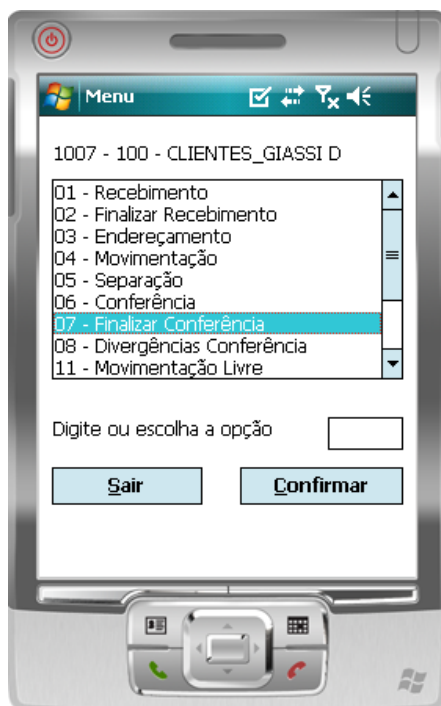 Menu
1007 - 100 - CLIENTES_GIASSI D
01 - Recebimento
02 - Finalizar Recebimento
03 - Endereçamento
04 - Movimentação
05 - Separação
06 - Conferência
07 - Finalizar Conferência
08 - Divergências Conferência
11 - Movimentação Livre
Digite ou escolha a opção
Sair Confirmar